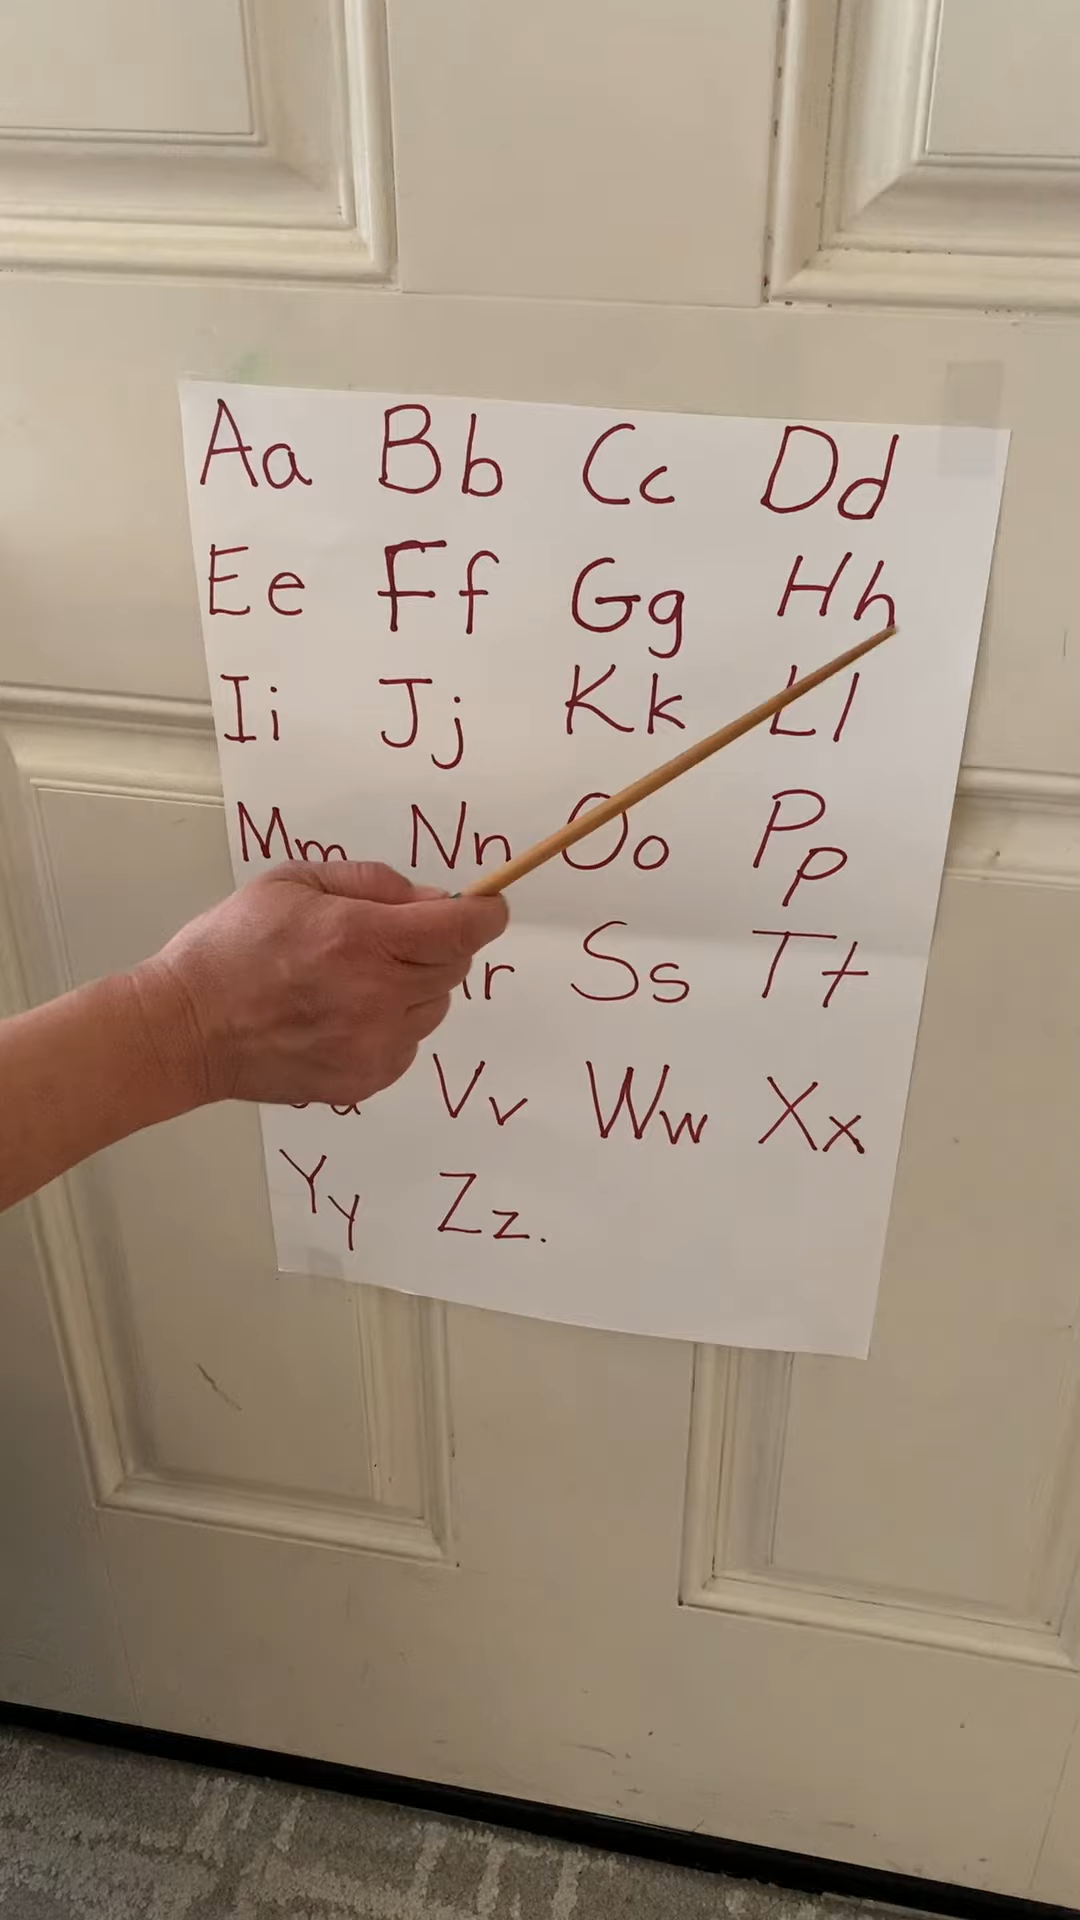 Aa Bb Cc Dd
Ee Ff Gg Hh
Ii Jj Kk Ll
Mm Nn Oo Pp
r Ss Tt
Vv Ww Xx
Yy Zz.